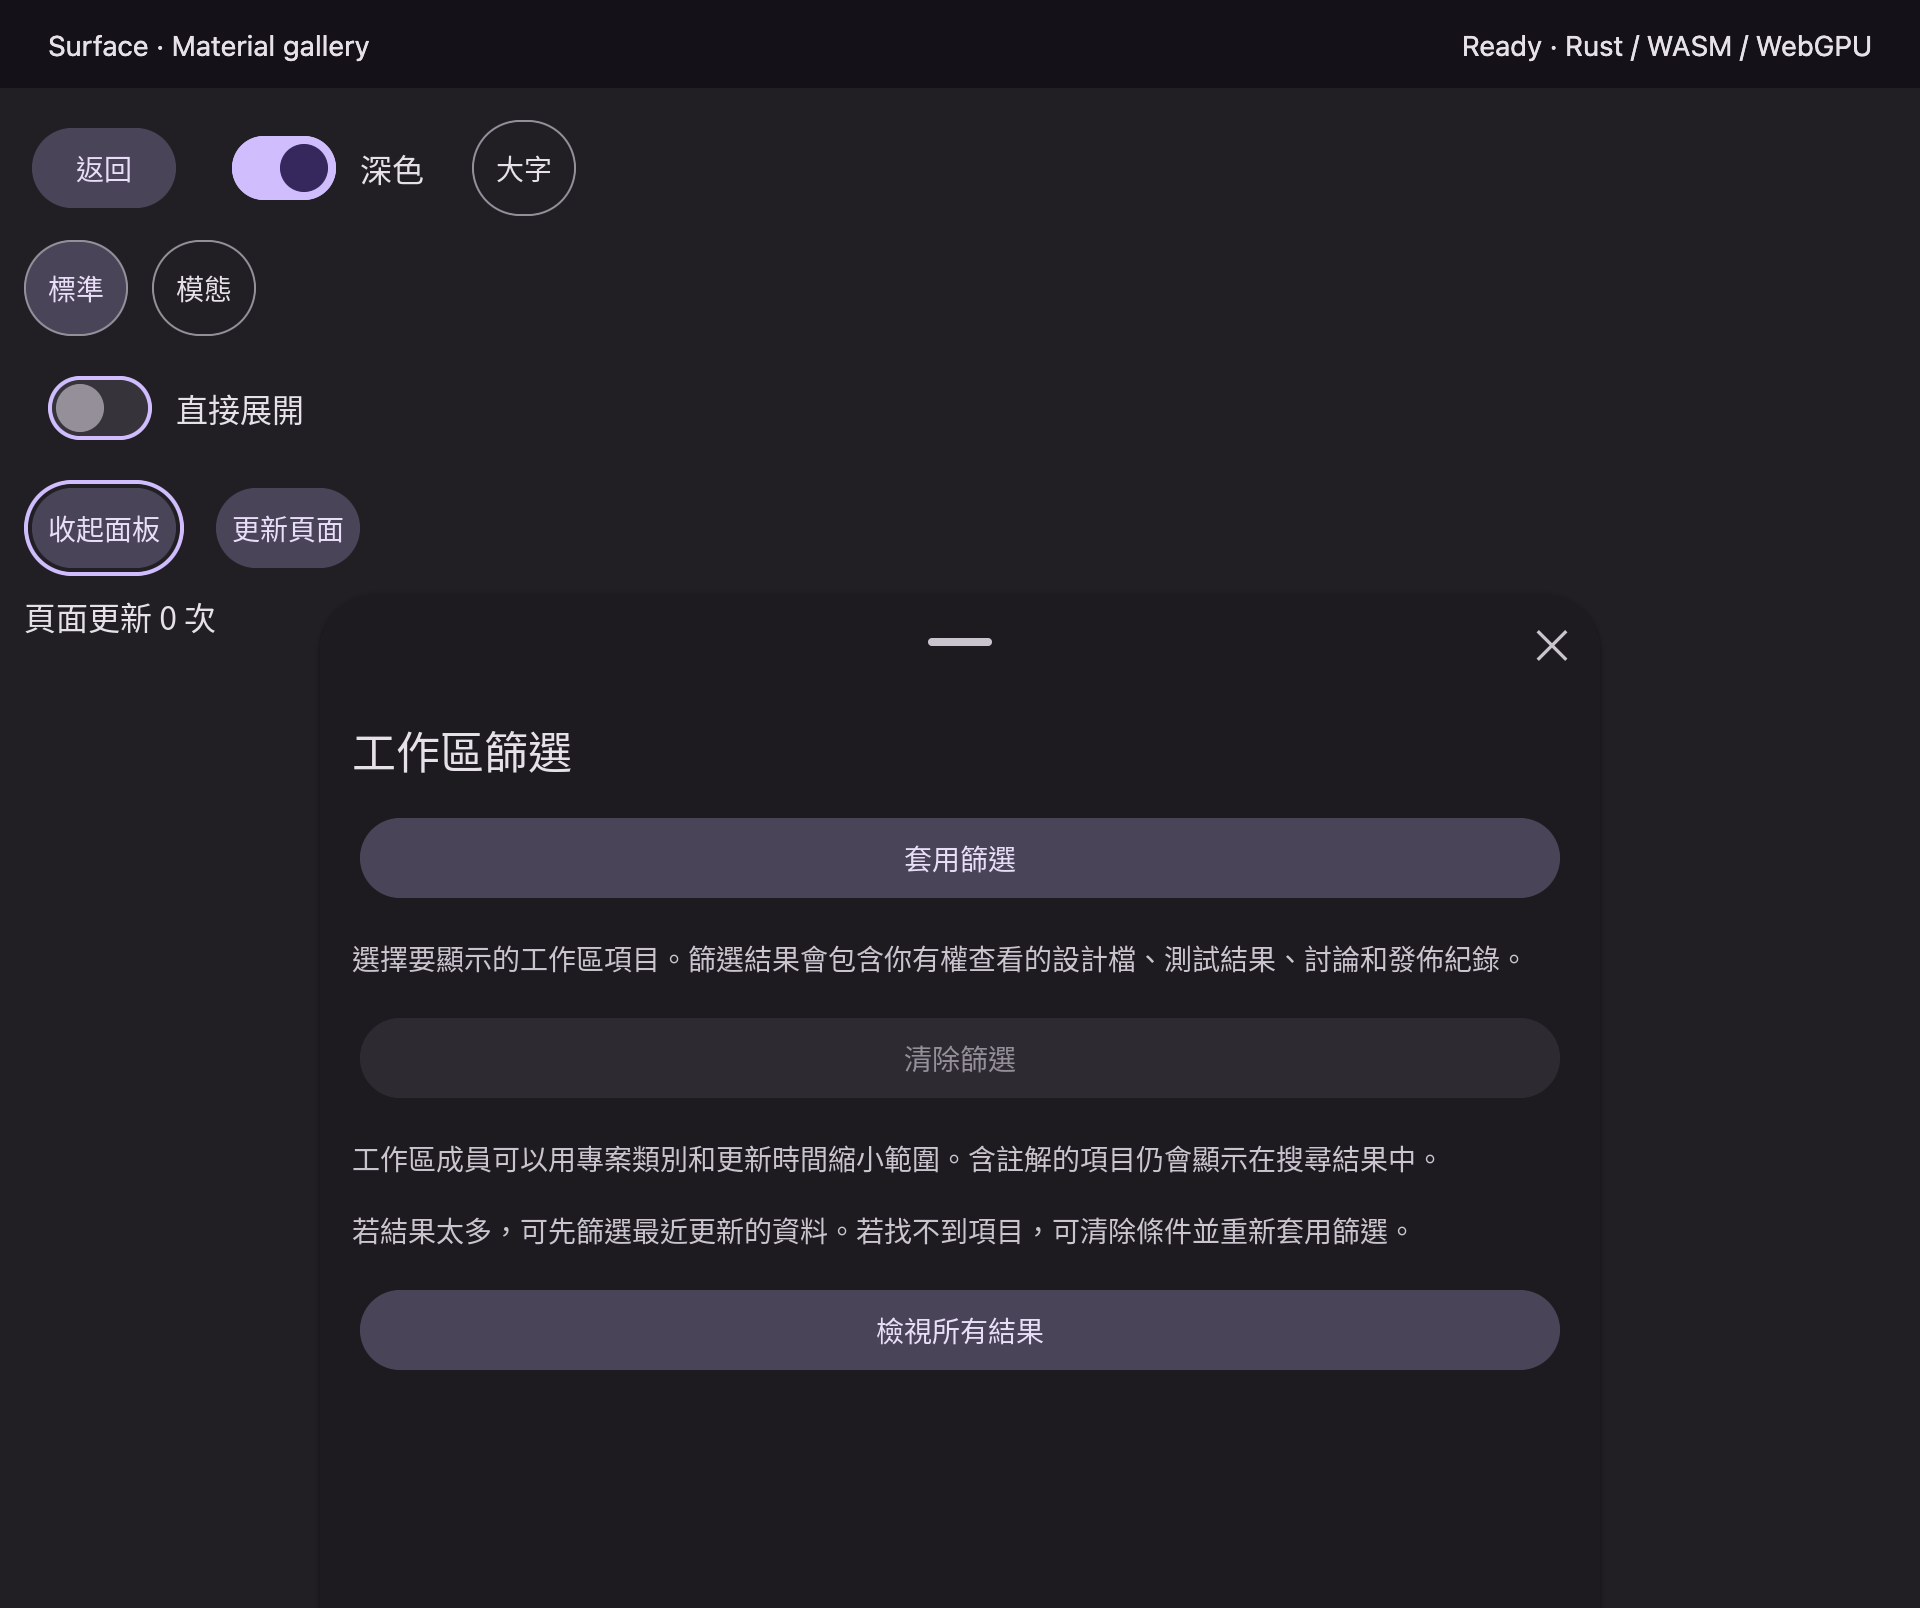 Surface · Material gallery
Ready · Rust / WASM / WebGPU
返回
深色
大字
標準
模態
直接展開
收起面板
更新頁面
頁面更新 0 次
工作區篩選
套用篩選
選擇要顯示的工作區項目。篩選結果會包含你有權查看的設計檔、測試結果、討論和發佈紀錄。
清除篩選
工作區成員可以用專案類別和更新時間縮小範圍。含註解的項目仍會顯示在搜尋結果中。
若結果太多，可先篩選最近更新的資料。若找不到項目，可清除條件並重新套用篩選。
檢視所有結果